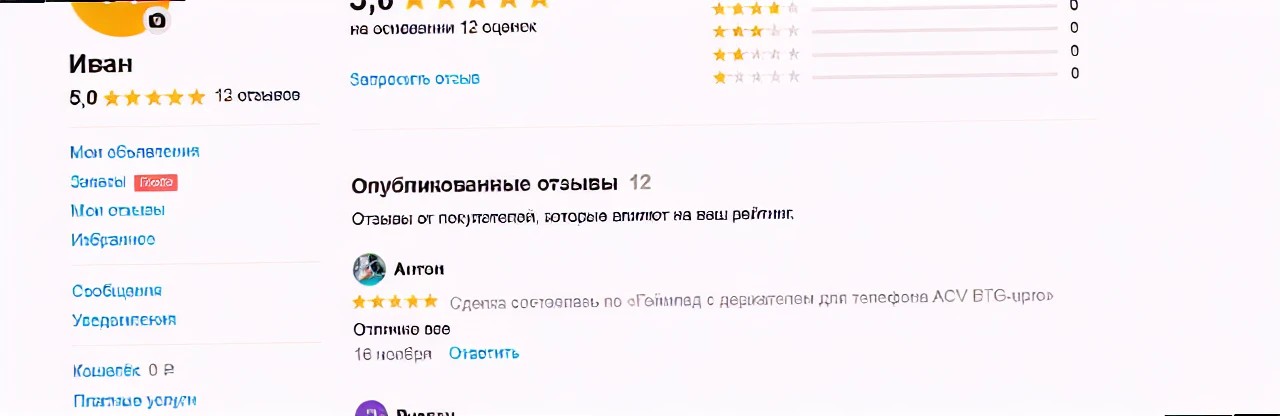 Иван
5,0 12 отзывов
Мои объявления
Заказы
Мои отзывы
Избранное
Сообщения
Уведомления
Кошелёк 0 ₽
Платные услуги
5,0
на основании 12 оценок
Запросить отзыв
0
0
0
0
Опубликованные отзывы 12
Отзывы от покупателей, которые влияют на ваш рейтинг.
Антон
Сделка состоялась по «Геймпад с держателем для телефона ACV BTG-upro»
Отлично все
16 ноября Ответить